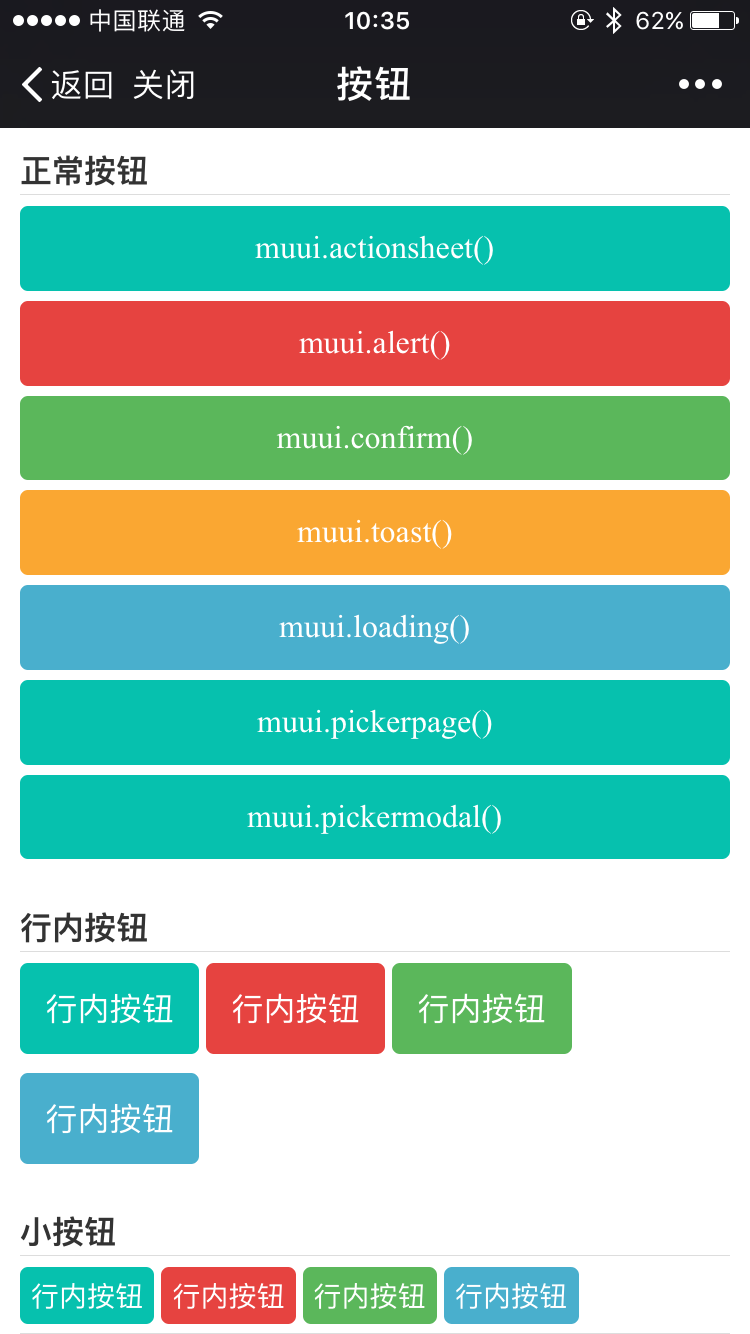 中国联通 10:35 62%
返回 关闭 按钮
正常按钮
muui.actionsheet()
muui.alert()
muui.confirm()
muui.toast()
muui.loading()
muui.pickerpage()
muui.pickermodal()
行内按钮
行内按钮 行内按钮 行内按钮
行内按钮
小按钮
行内按钮 行内按钮 行内按钮 行内按钮